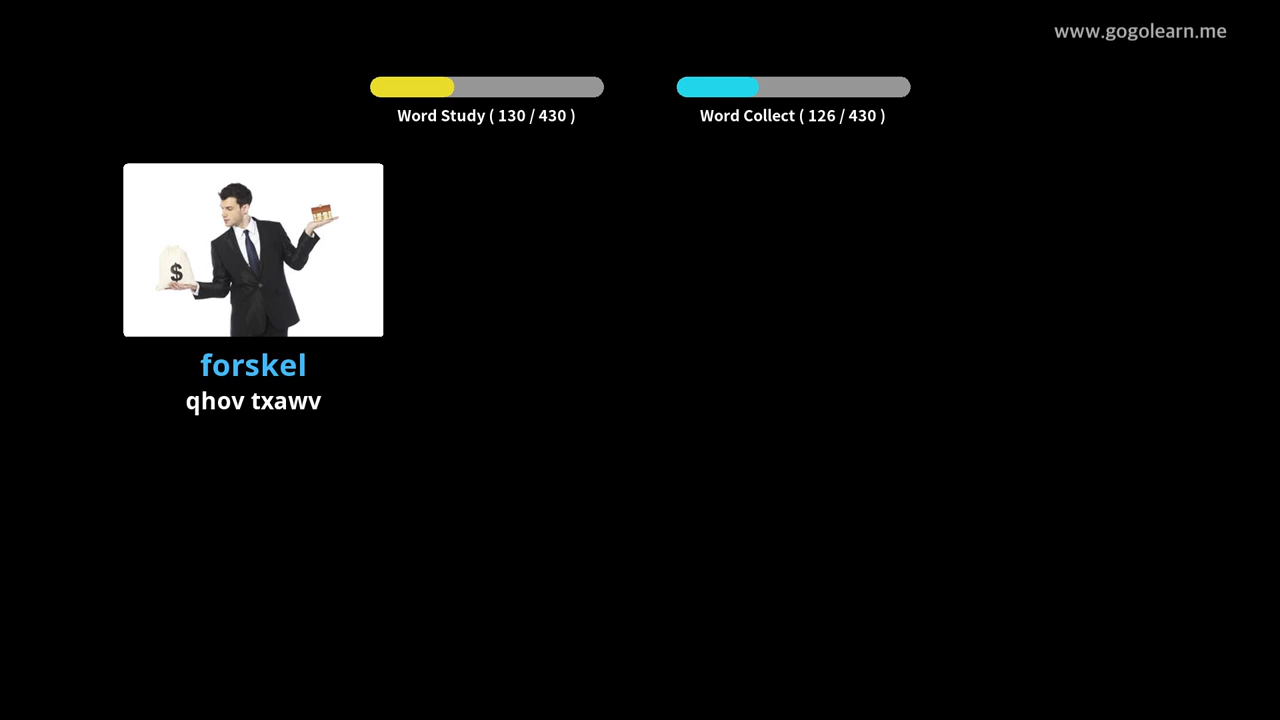 www.gogolearn.me
Word Study ( 130 / 430 )
Word Collect ( 126 / 430 )
$
forskel
qhov txawv